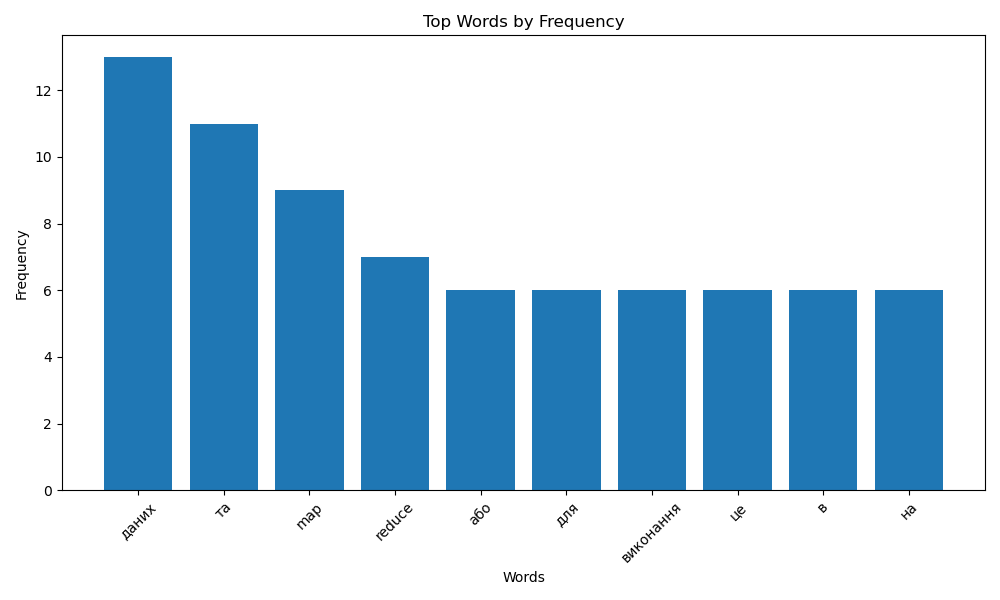 Top Words by Frequency
Frequency
12
10
8
6
4
2
0
даних
та
map
reduce
або
для
виконання
це
в
на
Words